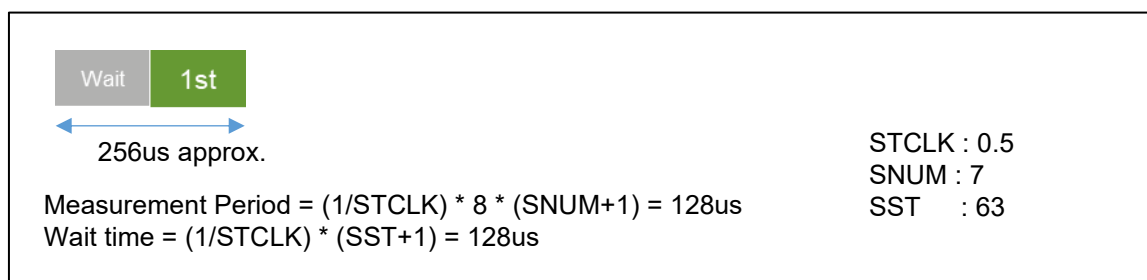 Wait 1st
256us approx.
STCLK : 0.5
SNUM : 7
SST : 63
Measurement Period = (1/STCLK) * 8 * (SNUM+1) = 128us
Wait time = (1/STCLK) * (SST+1) = 128us